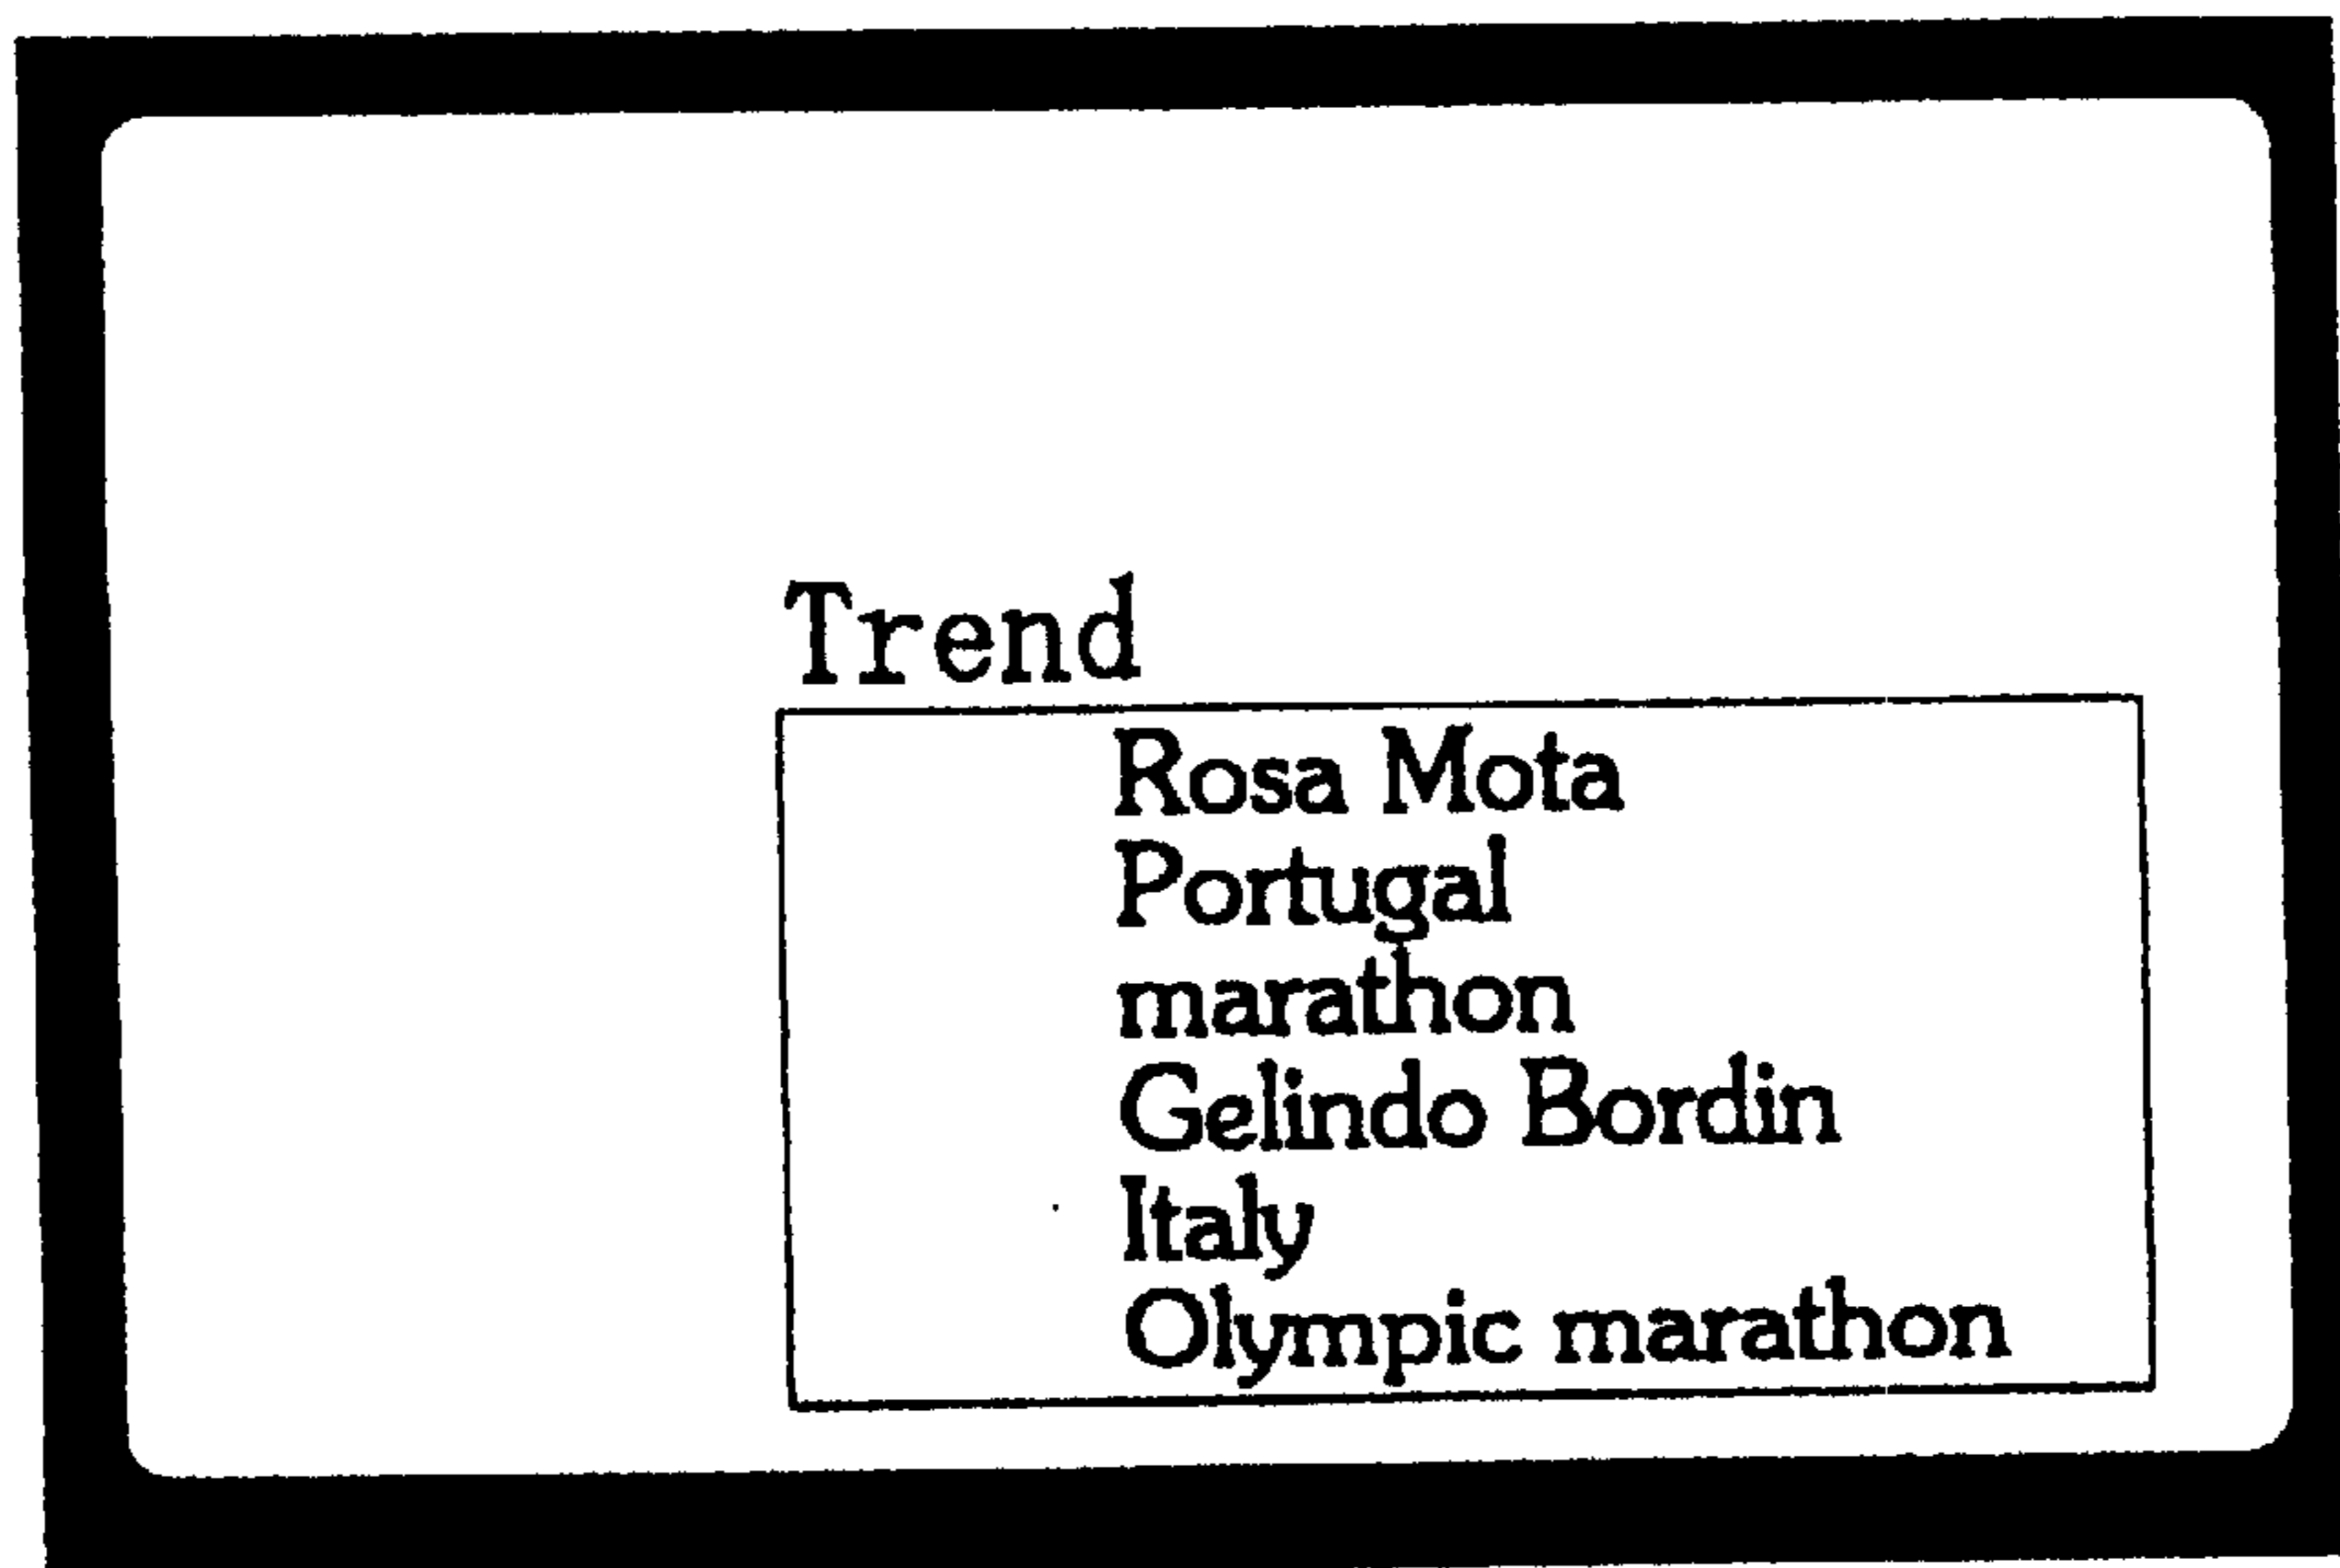 Trend
Rosa Mota
Portugal
marathon
Gelindo Bordin
Italy
Olympic marathon